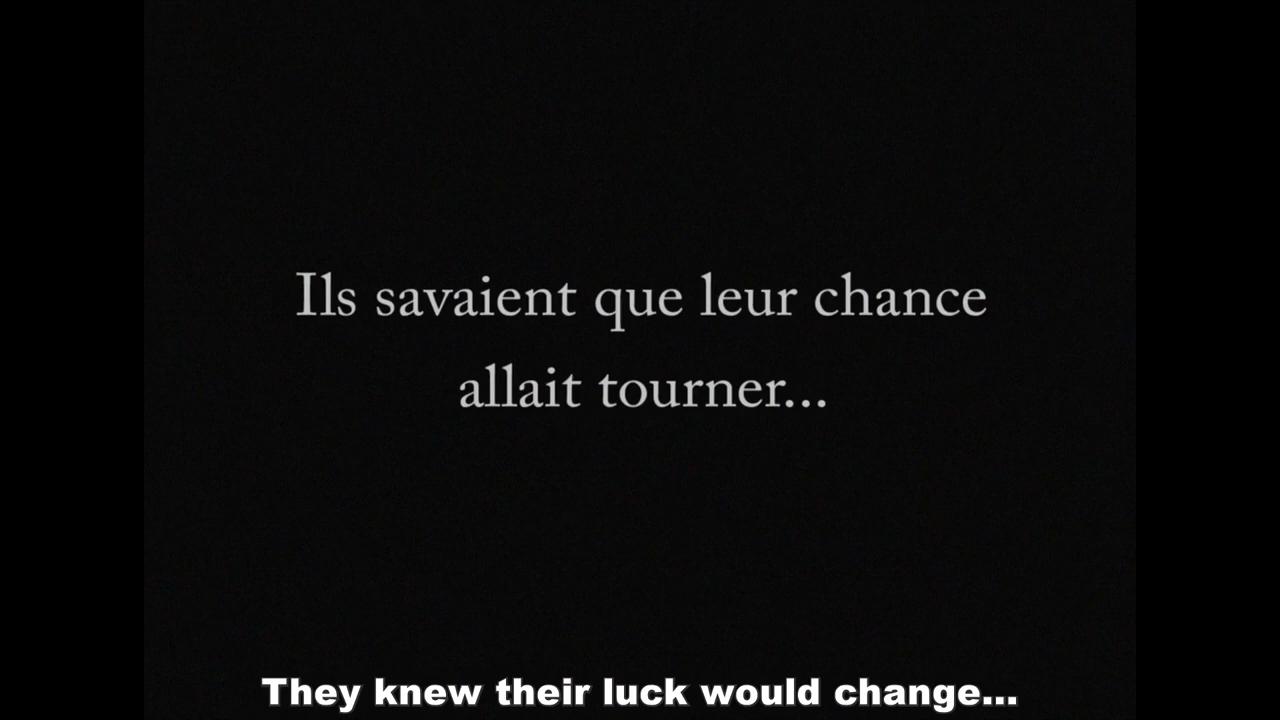 Ils savaient que leur chance
allait tourner...
They knew their luck would change...